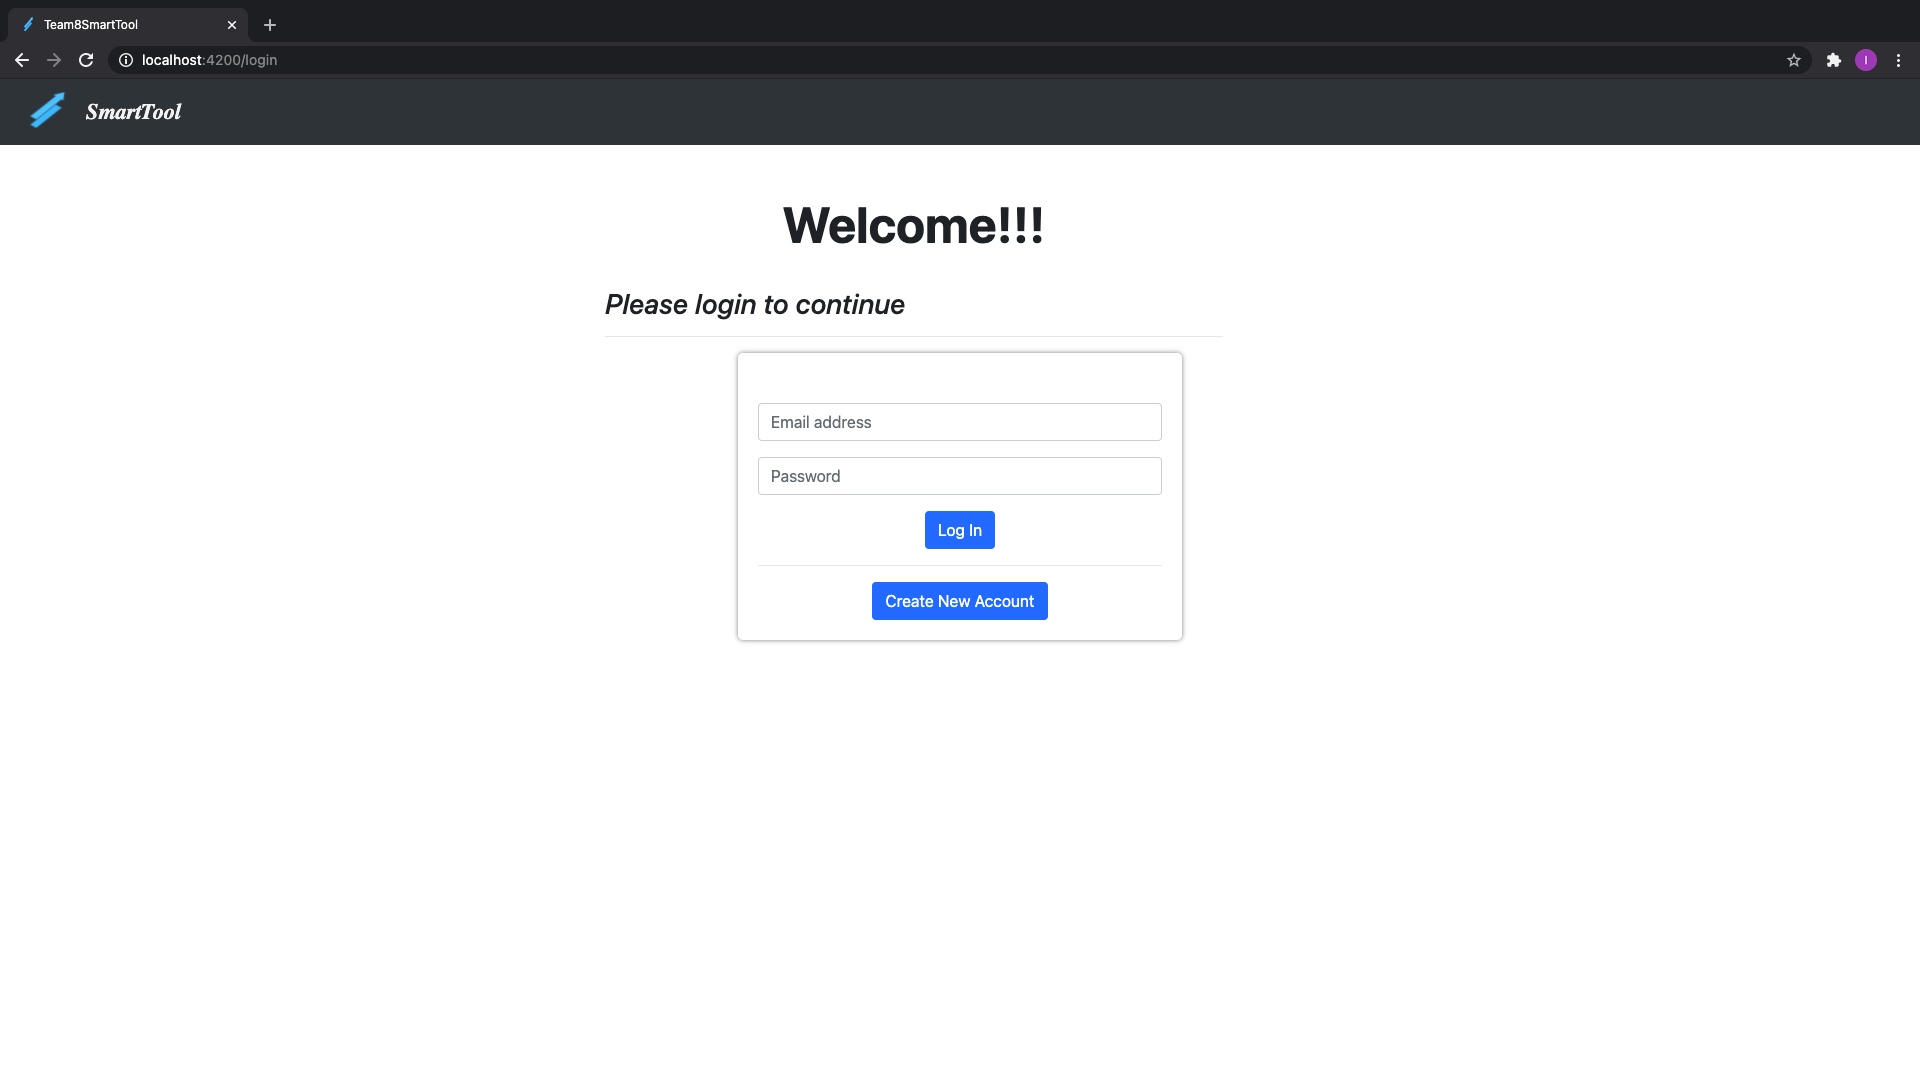 Team8SmartTool
localhost:4200/login
I
SmartTool
Welcome!!!
Please login to continue
Email address
Password
Log In
Create New Account